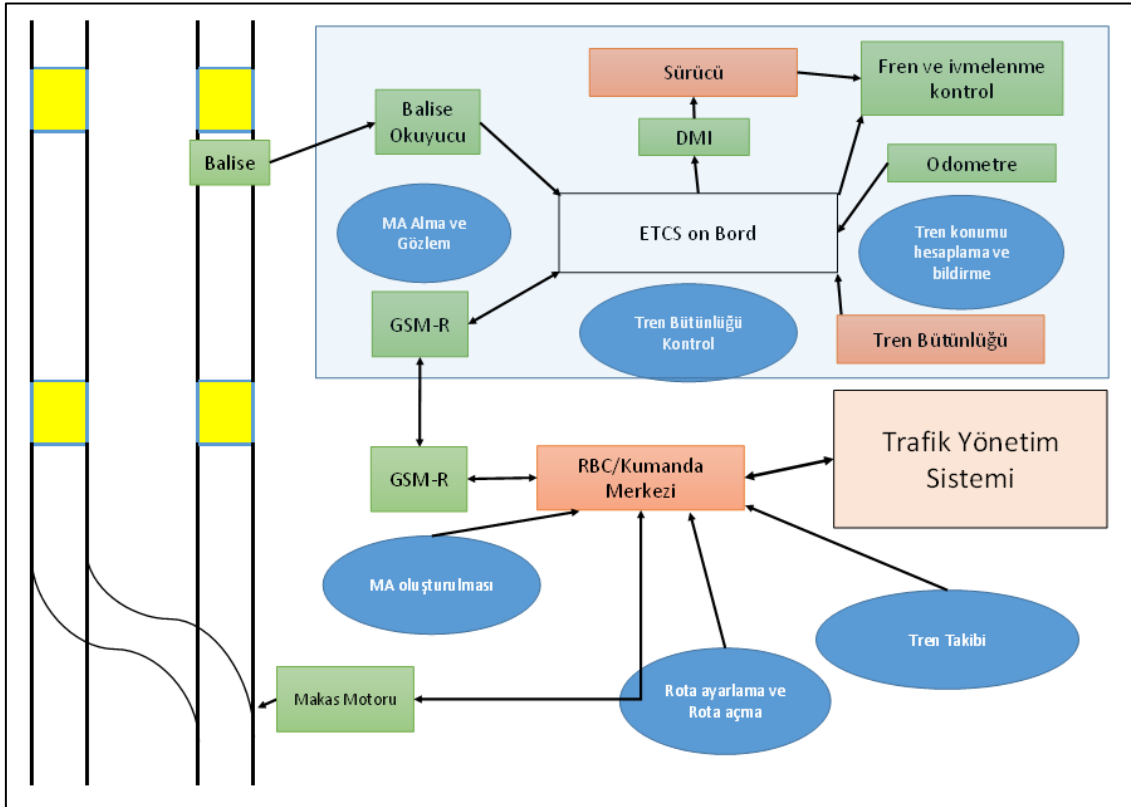 Sürücü
Fren ve ivmelenme
kontrol
Balise
Okuyucu
DMI
Balise
Odometre
MA Alma ve
Gözlem
ETCS on Bord
Tren konumu
hesaplama ve
bildirme
GSM-R
Tren Bütünlüğü
Kontrol
Tren Bütünlüğü
Trafik Yönetim
Sistemi
GSM-R
RBC/Kumanda
Merkezi
MA oluşturulması
Tren Takibi
Makas Motoru
Rota ayarlama ve
Rota açma